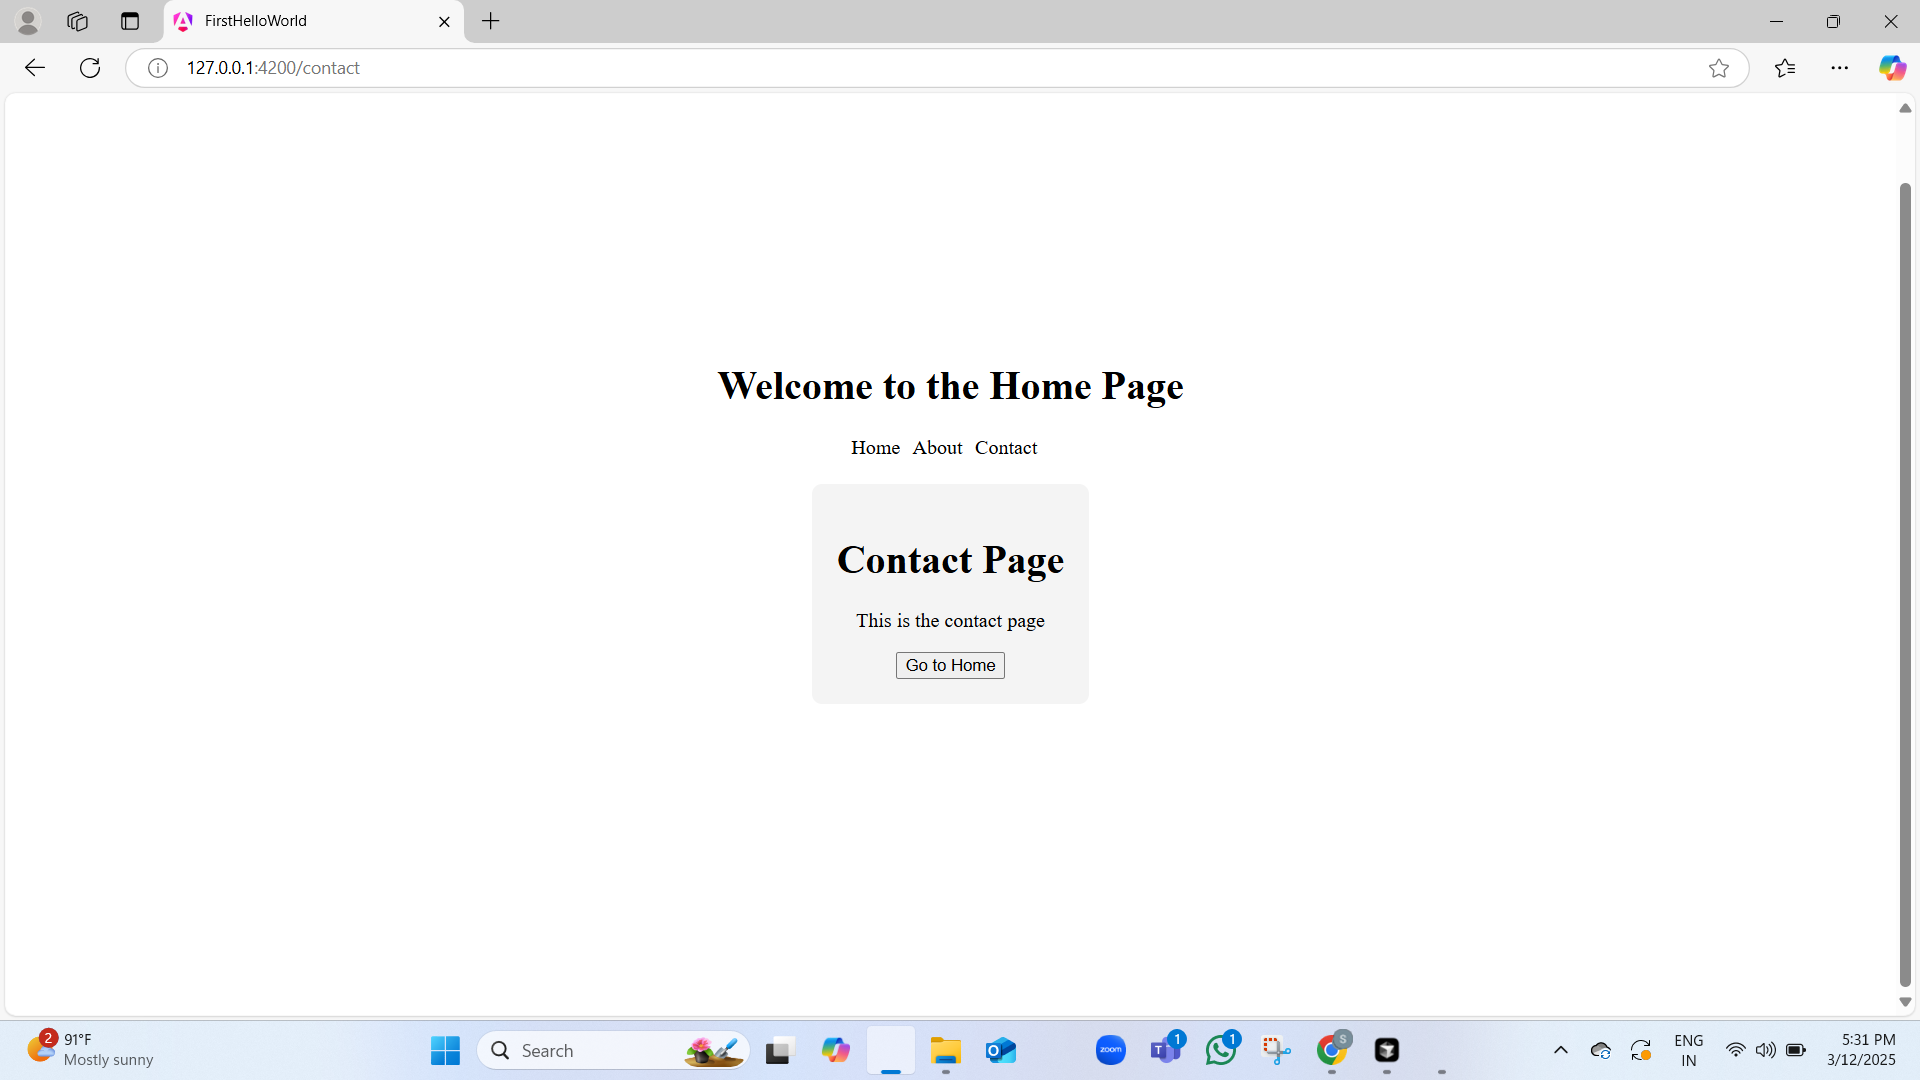 FirstHelloWorld
127.0.0.1:4200/contact
Welcome to the Home Page
Home About Contact
Contact Page
This is the contact page
Go to Home
2
91°F
Mostly sunny
Search
zoom
T
1
1
S
ENG
IN
5:31 PM
3/12/2025